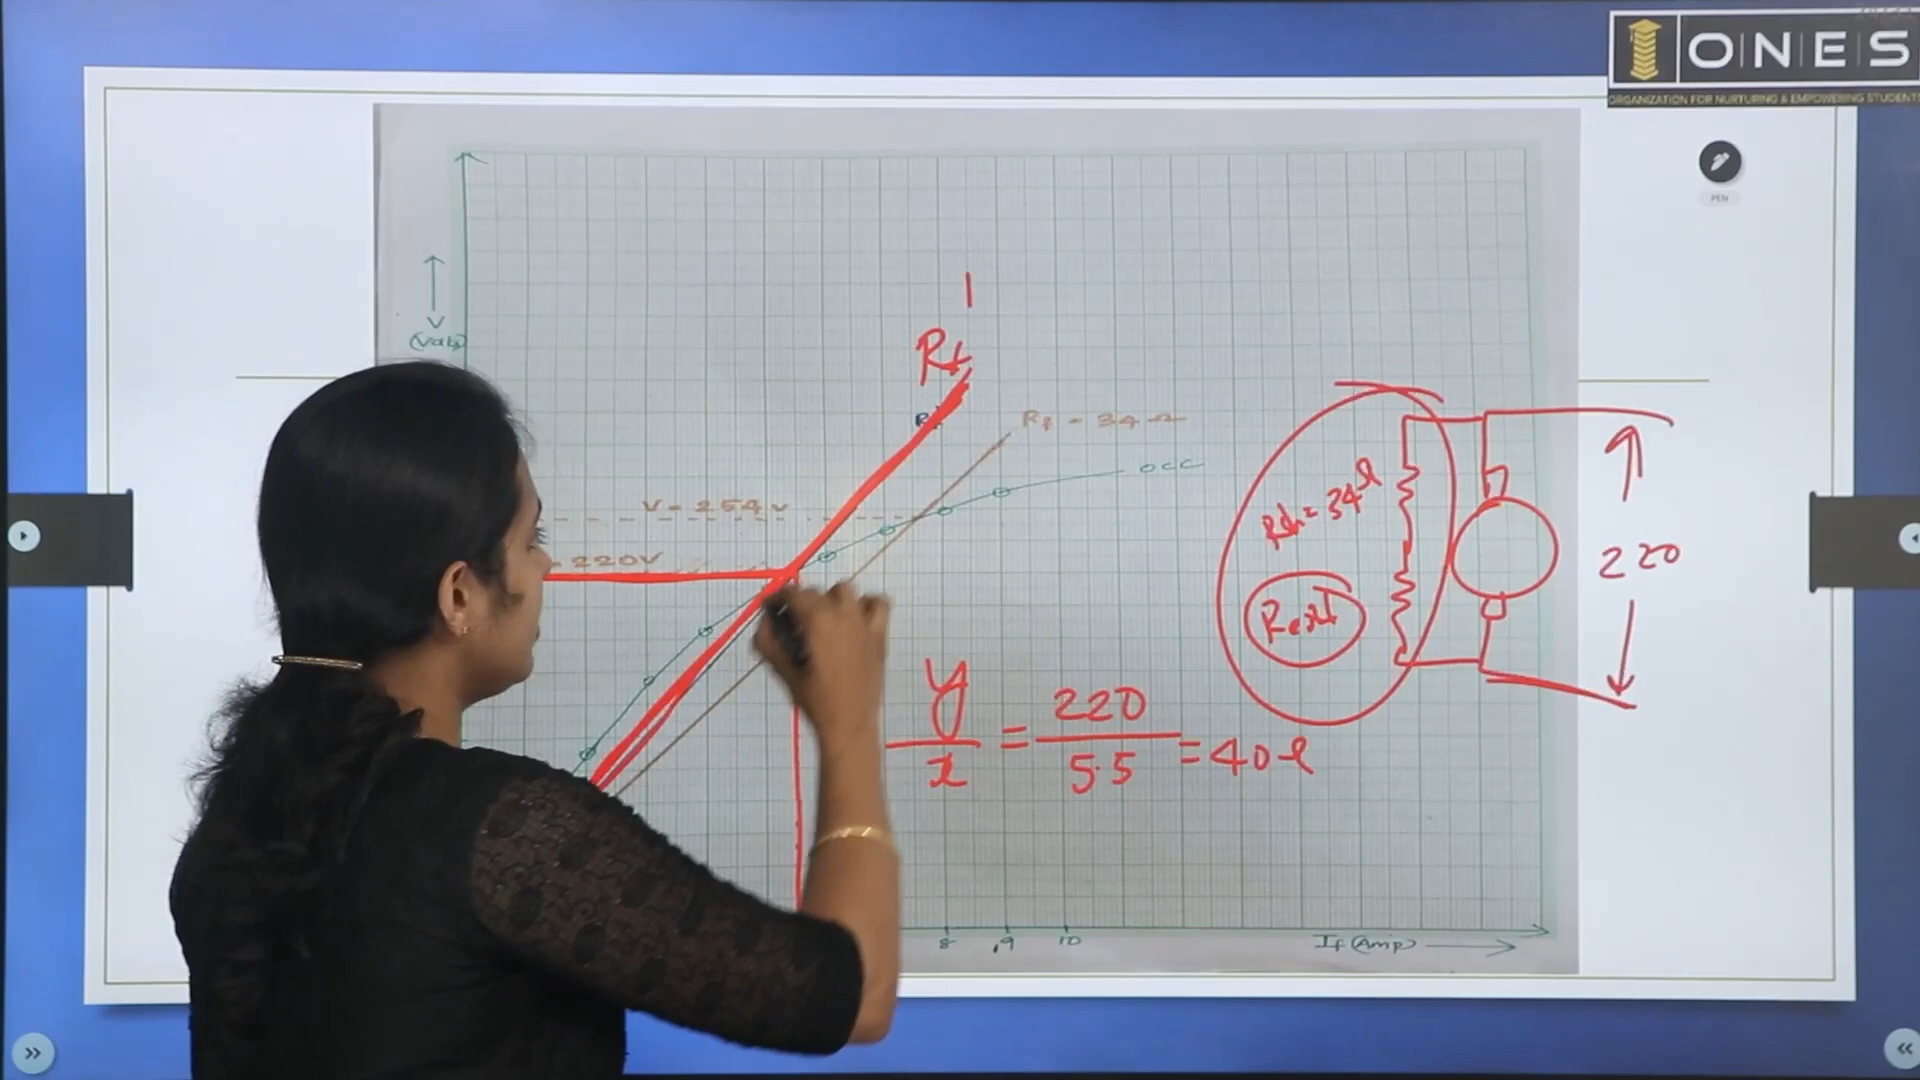 ONES
ORGANIZATION FOR NURTURING & EMPOWERING STUDENTS
PEN
V
(Volt)
Rf
Rf = 34 Ω
OCC
V = 254 V
= 220V
Rsh = 34 Ω
Rext
220
y/x = 220/5.5 = 40 Ω
8
9
10
If (Amp)